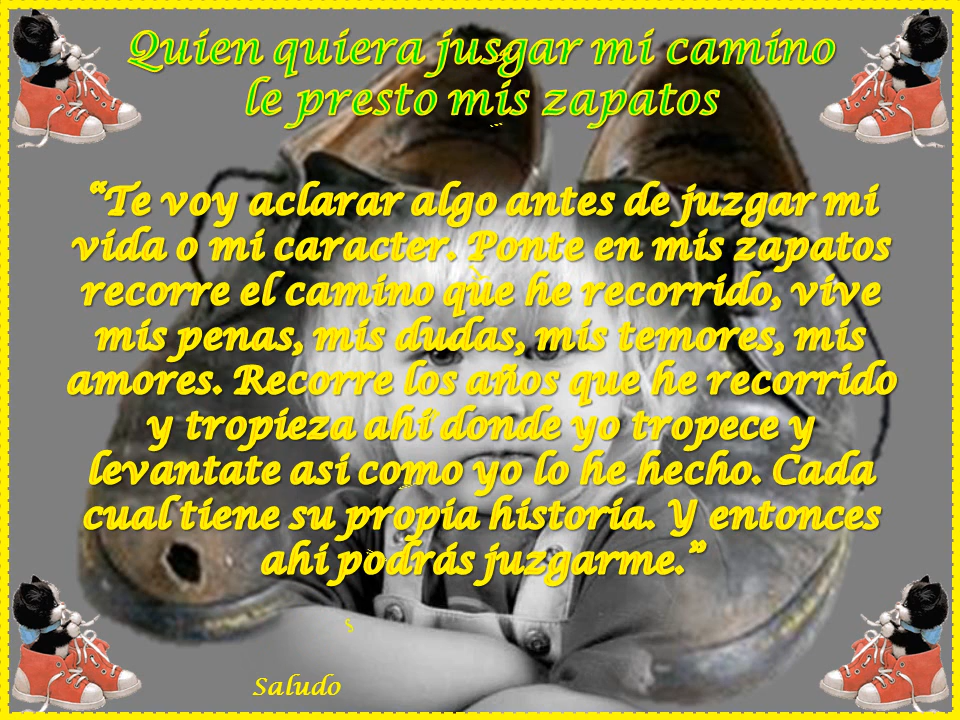 Quien quiera jusgar mi camino
le presto mis zapatos
“Te voy aclarar algo antes de juzgar mi
vida o mi caracter. Ponte en mis zapatos
recorre el camino que he recorrido, vive
mis penas, mis dudas, mis temores, mis
amores. Recorre los años que he recorrido
y tropieza ahí donde yo tropece y
levantate asi como yo lo he hecho. Cada
cual tiene su propia historia. Y entonces
ahi podrás juzgarme.”
$
Saludo